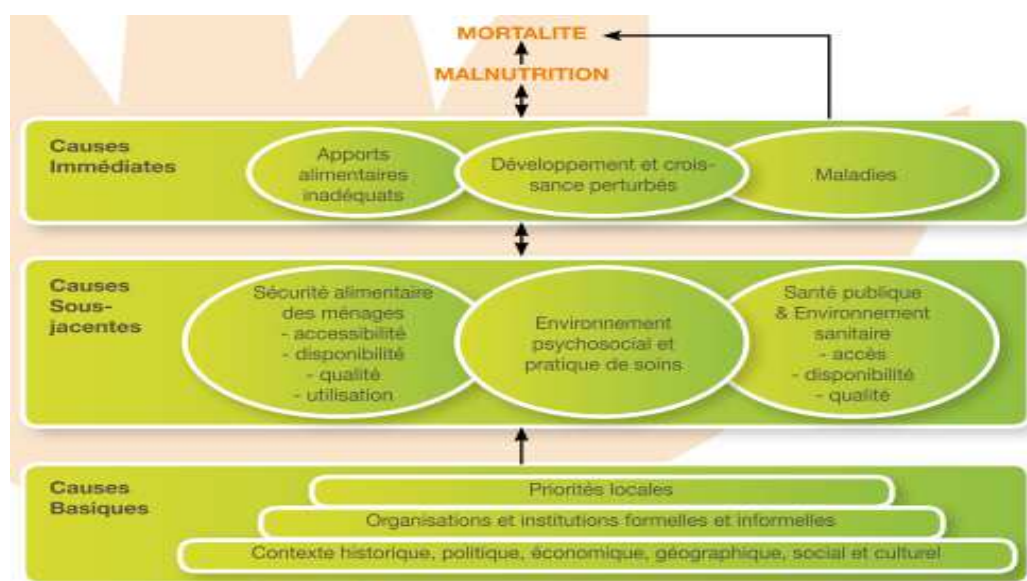 MORTALITE
MALNUTRITION
Causes
Immédiates
Apports
alimentaires
inadéquats
Développement et crois-
sance perturbés
Maladies
Causes
Sous-
jacentes
Sécurité alimentaire
des ménages
- accessibilité
- disponibilité
- qualité
- utilisation
Environnement
psychosocial et
pratique de soins
Santé publique
& Environnement
sanitaire
- accès
- disponibilité
- qualité
Causes
Basiques
Priorités locales
Organisations et institutions formelles et informelles
Contexte historique, politique, économique, géographique, social et culturel